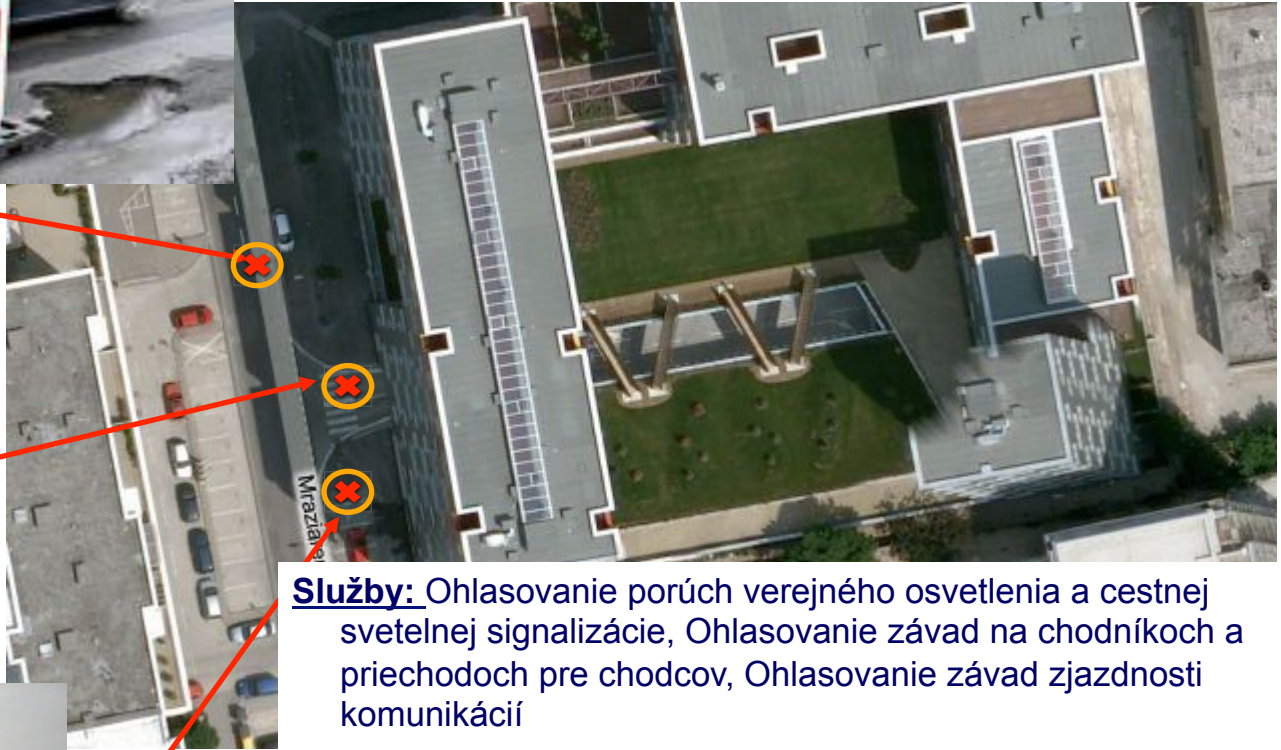 Služby: Ohlasovanie porúch verejného osvetlenia a cestnej
svetelnej signalizácie, Ohlasovanie závad na chodníkoch a
priechodoch pre chodcov, Ohlasovanie závad zjazdnosti
komunikácií